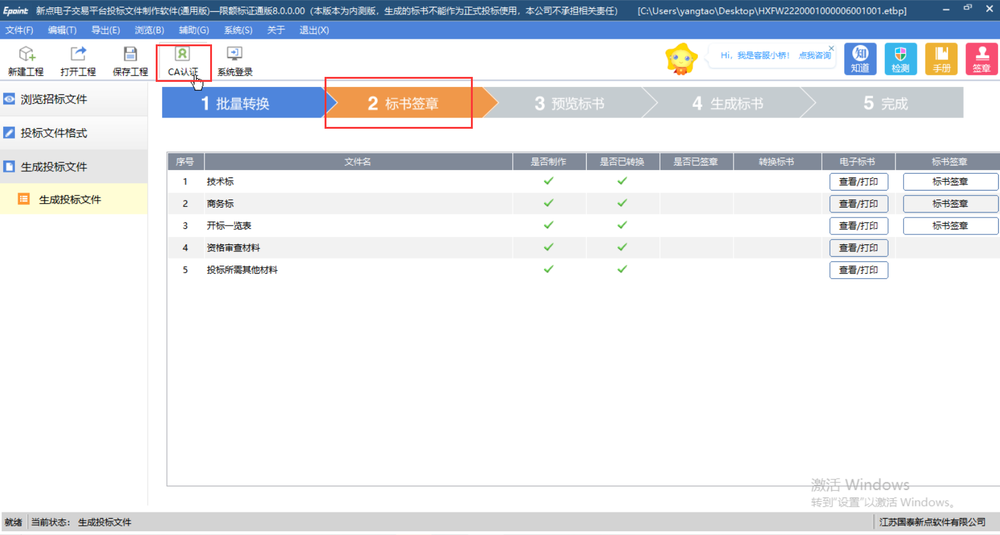 Epoint 新点电子交易平台投标文件制作软件(通用版)—限额标证通版8.0.0.00（本版本为内测版，生成的标书不能作为正式投标使用，本公司不承担相关责任） [C:\Users\yangtao\Desktop\HXFW2220001000006001001.etbp]
文件(F) 编辑(T) 导出(E) 浏览(B) 辅助(G) 系统(S) 关于 退出(X)
新建工程 打开工程 保存工程 CA认证 系统登录
Hi，我是客服小桥！ 点我咨询
知 知道 检测 手册 签章
浏览招标文件
投标文件格式
生成投标文件
生成投标文件
1 批量转换 2 标书签章 3 预览标书 4 生成标书 5 完成
序号 文件名 是否制作 是否已转换 是否已签章 转换标书 电子标书 标书签章
1 技术标 查看/打印 标书签章
2 商务标 查看/打印 标书签章
3 开标一览表 查看/打印 标书签章
4 资格审查材料 查看/打印
5 投标所需其他材料 查看/打印
激活 Windows
转到"设置"以激活 Windows。
就绪 当前状态： 生成投标文件 江苏国泰新点软件有限公司